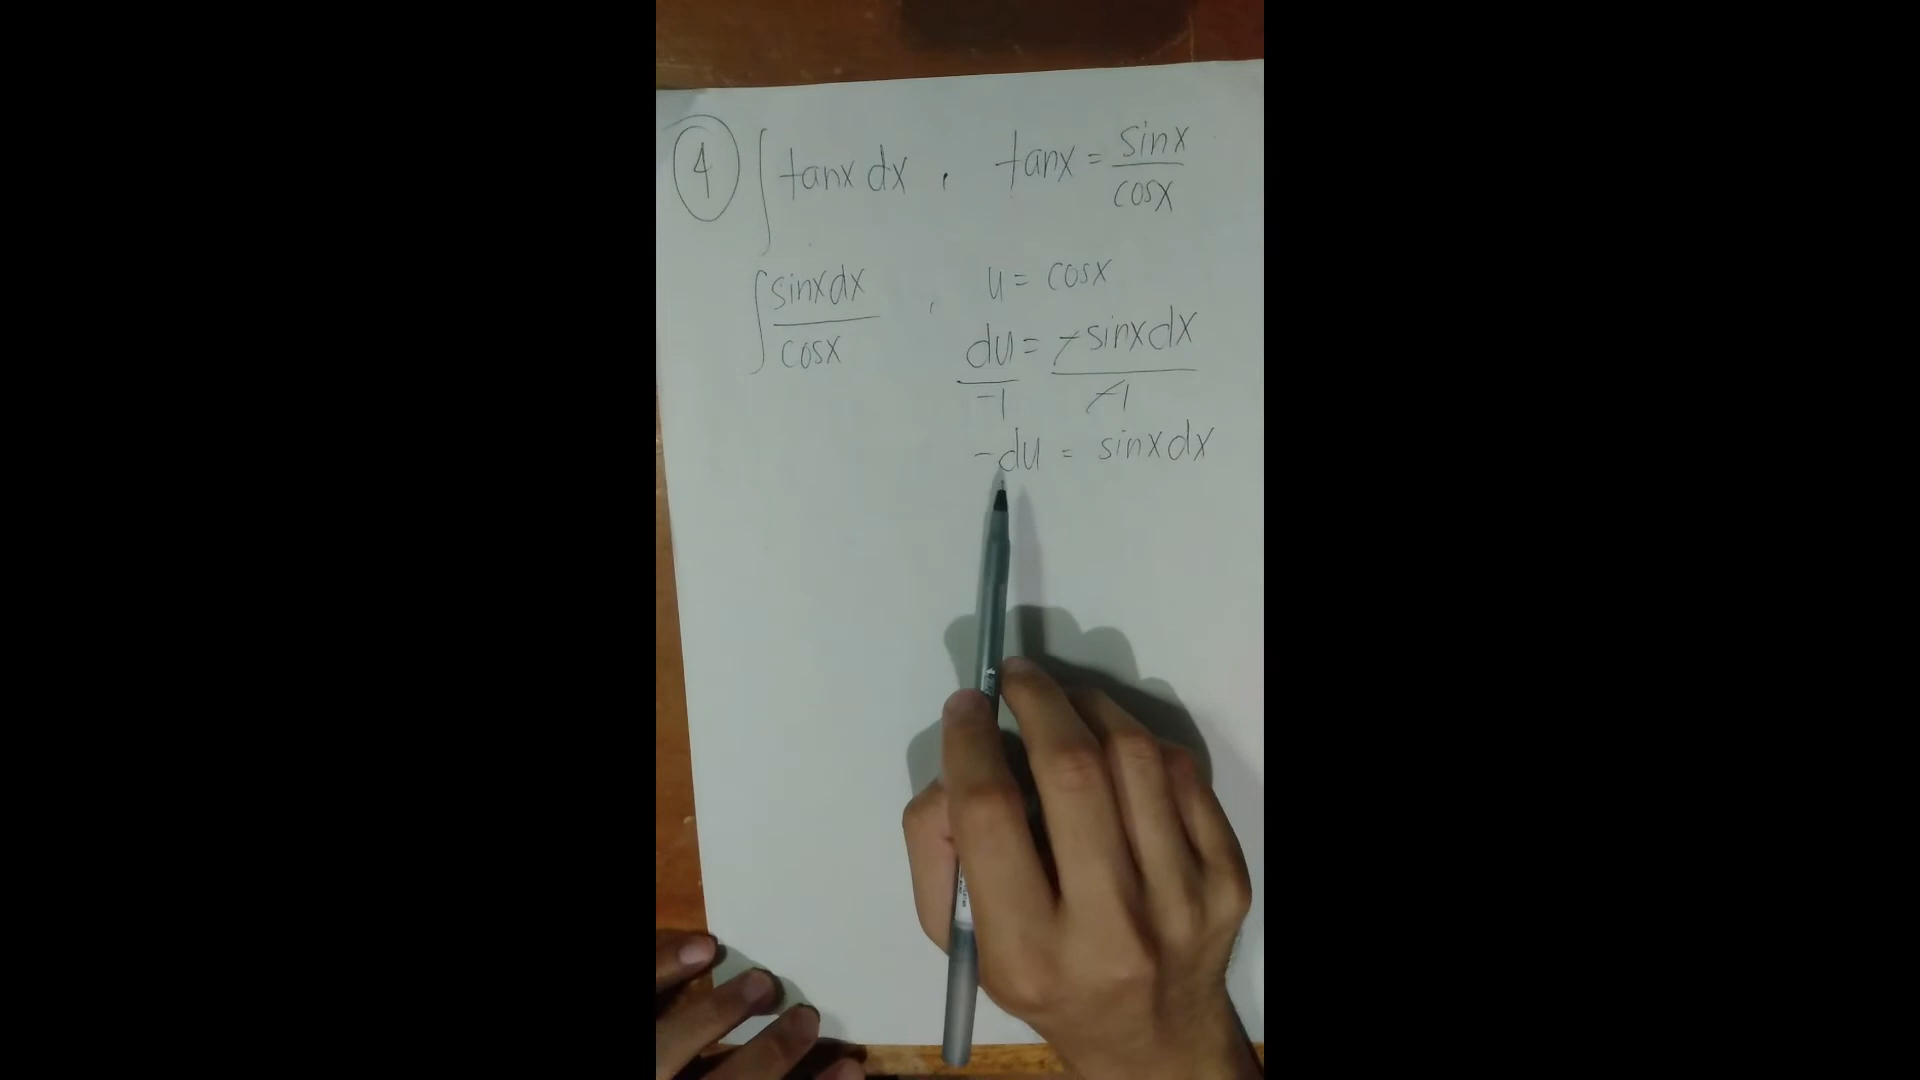 ④ ∫ tanx dx , tanx = sinx / cosx
∫ sinxdx / cosx , u = cosx
du / -1 = -sinxdx / -1
-du = sinxdx